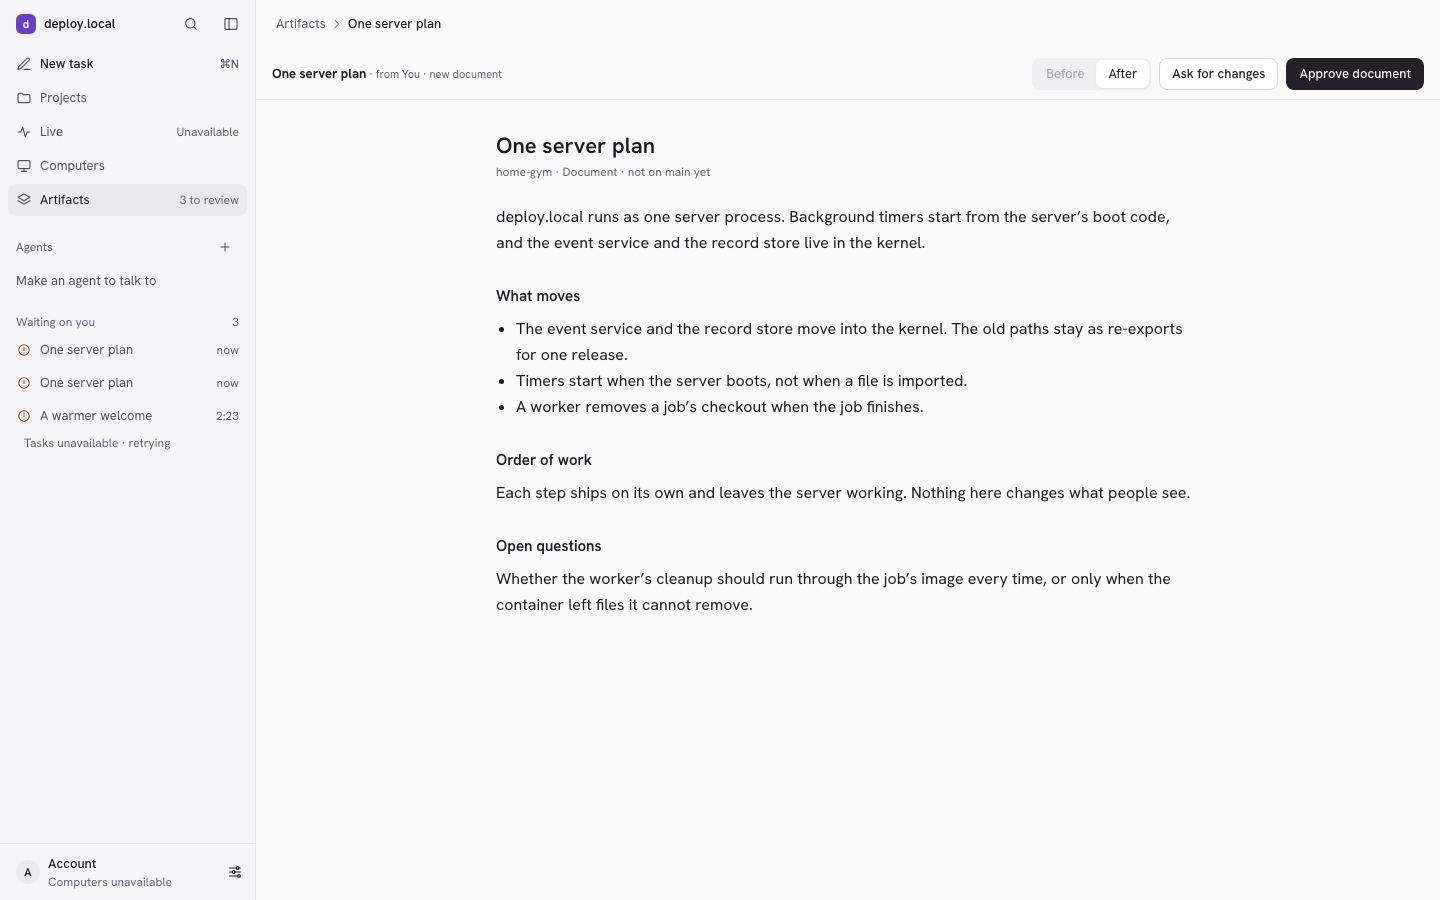 d deploy.local
New task ⌘N
Projects
Live Unavailable
Computers
Artifacts 3 to review
Agents
Make an agent to talk to
Waiting on you 3
One server plan now
One server plan now
A warmer welcome 2:23
Tasks unavailable · retrying
A Account
Computers unavailable
Artifacts One server plan
One server plan · from You · new document
Before After Ask for changes Approve document
One server plan
home-gym · Document · not on main yet
deploy.local runs as one server process. Background timers start from the server’s boot code,
and the event service and the record store live in the kernel.
What moves
• The event service and the record store move into the kernel. The old paths stay as re-exports
for one release.
• Timers start when the server boots, not when a file is imported.
• A worker removes a job’s checkout when the job finishes.
Order of work
Each step ships on its own and leaves the server working. Nothing here changes what people see.
Open questions
Whether the worker’s cleanup should run through the job’s image every time, or only when the
container left files it cannot remove.